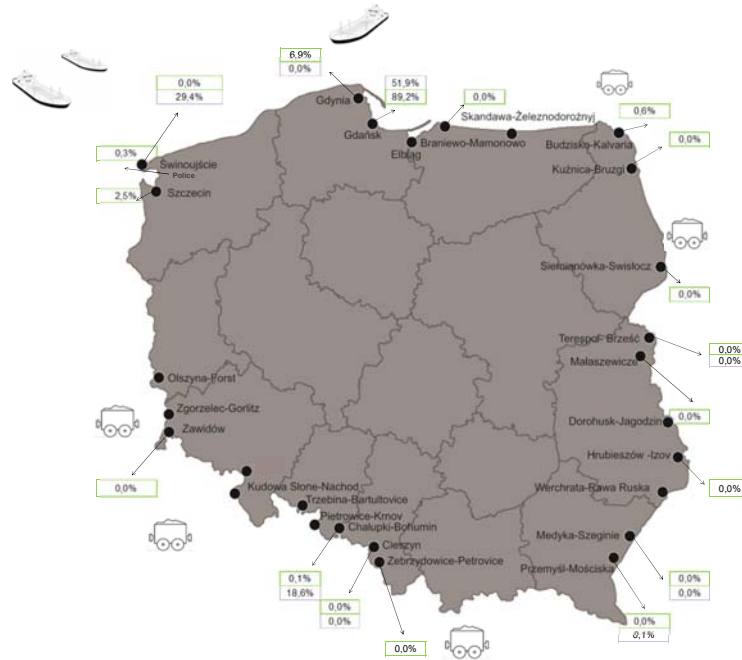 6,9%
0,0%
0,0%
29,4%
51,9%
89,2%
0,0%
Gdynia
Gdańsk
Elbląg
Braniewo-Mamonowo
Skandawa-Żeleznodorożnyj
0,6%
Budzisko-Kalvaria
0,0%
Kuźnica-Bruzgi
0,3%
Świnoujście
Police
2,5%
Szczecin
Siemianówka-Swisłocz
0,0%
Terespol- Brześć
0,0%
0,0%
Małaszewicze
Olszyna-Forst
Zgorzelec-Gorlitz
Zawidów
0,0%
Dorohusk-Jagodzin
0,0%
Hrubieszów -Izov
0,0%
Werchrata-Rawa Ruska
Kudowa Słone-Nachod
Trzebina-Bartultovice
Pietrowice-Krnov
Chałupki-Bohumin
Cieszyn
Zebrzydowice-Petrovice
Medyka-Szeginie
Przemyśl-Mościska
0,1%
18,6%
0,0%
0,0%
0,0%
0,0%
0,0%
0,0%
0,1%